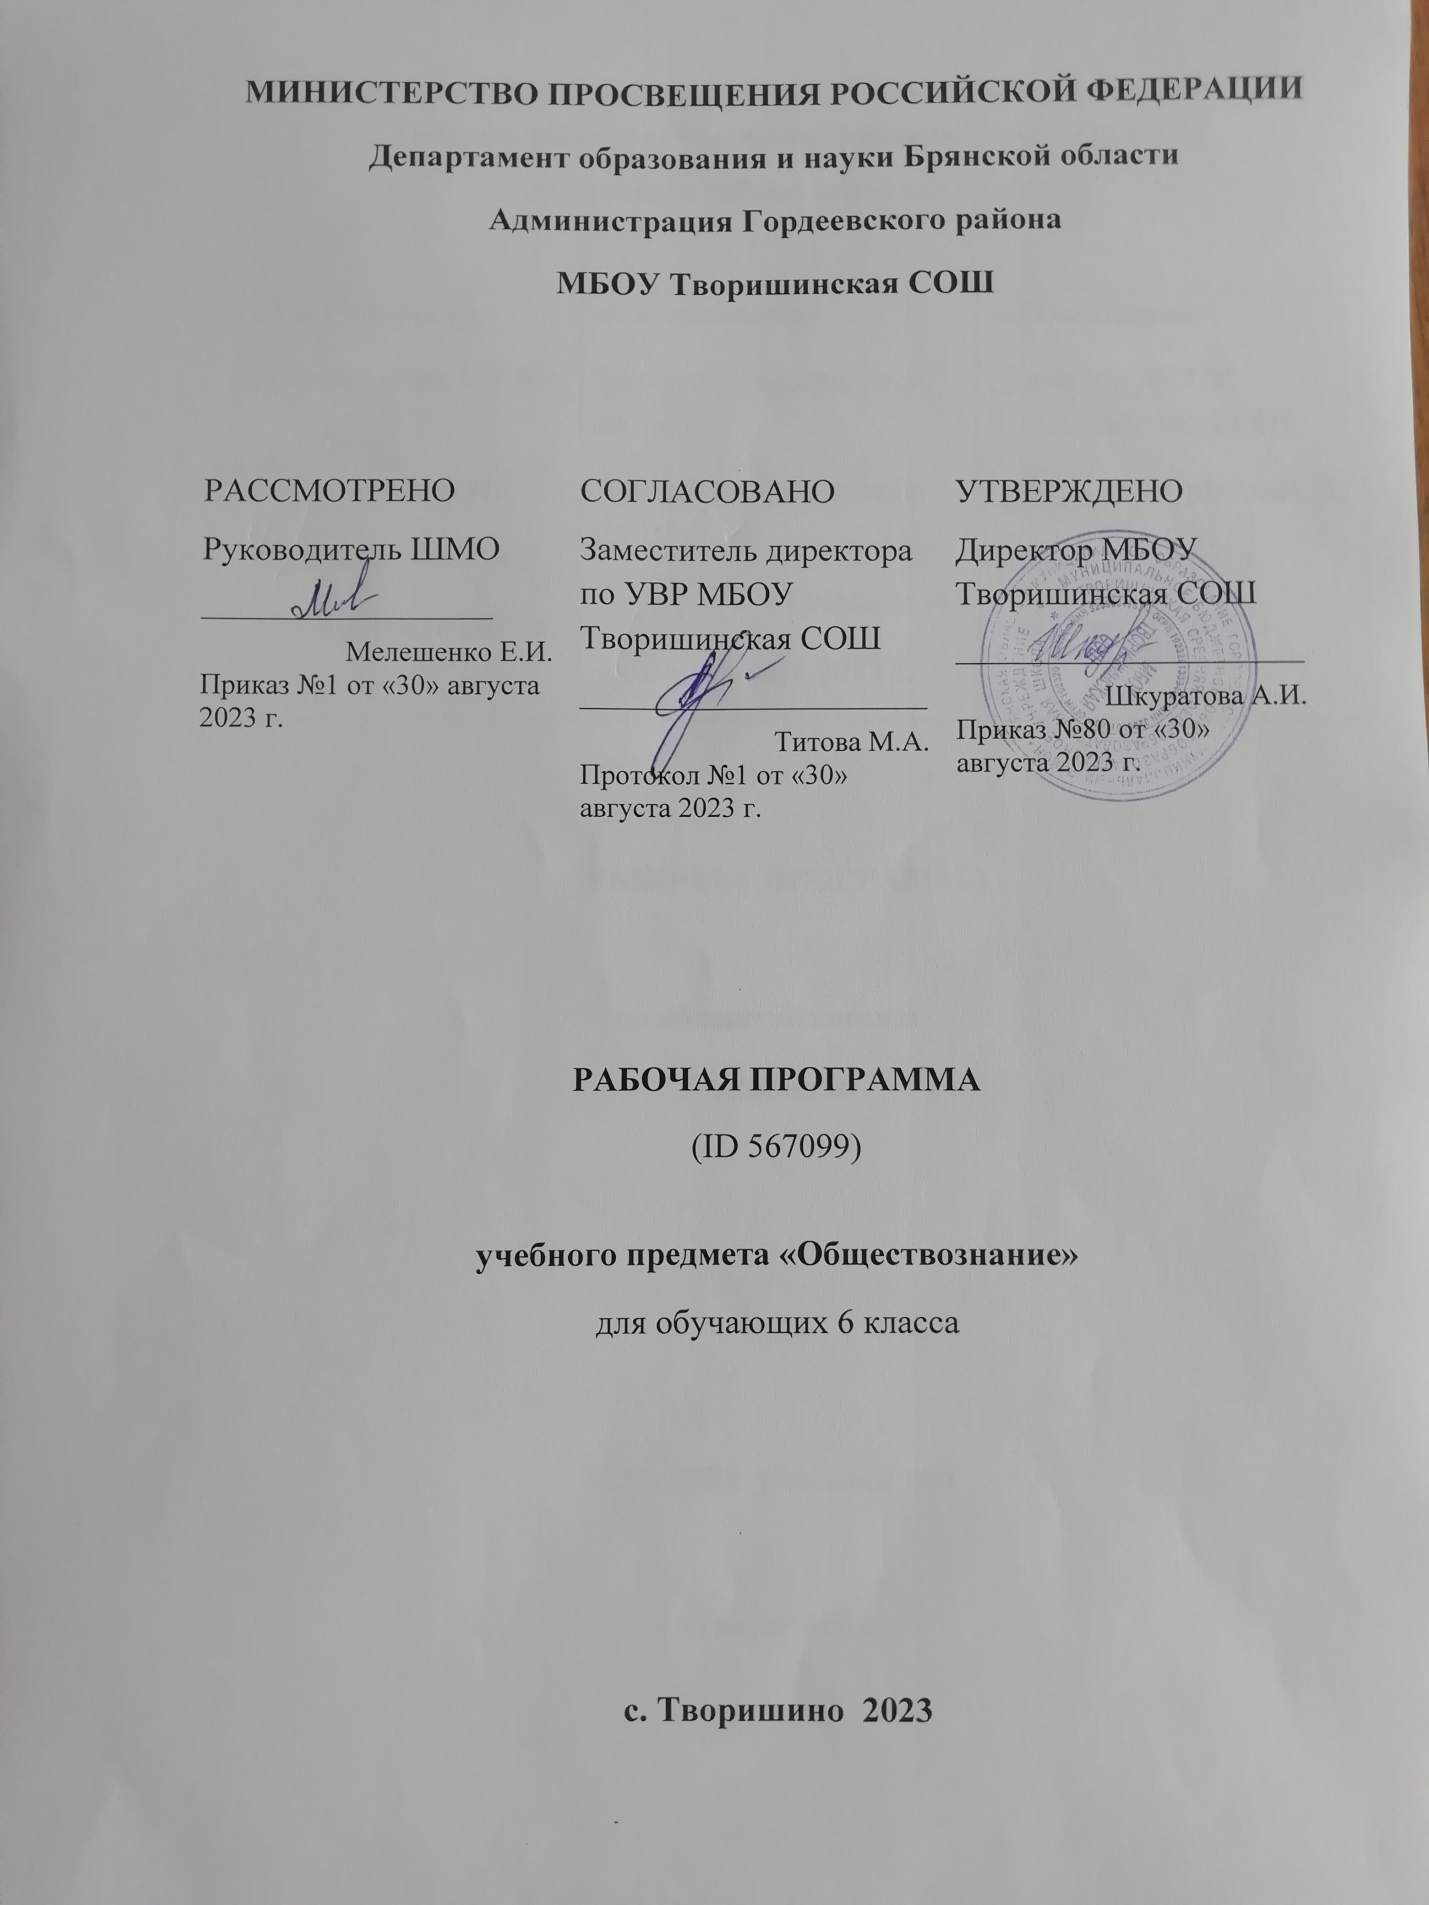 МИНИСТЕРСТВО ПРОСВЕЩЕНИЯ РОССИЙСКОЙ ФЕДЕРАЦИИ
Департамент образования и науки Брянской области
Администрация Гордеевского района
МБОУ Творишинская СОШ
РАССМОТРЕНО
Руководитель ШМО
Мелешенко Е.И.
Приказ №1 от «30» августа
2023 г.
СОГЛАСОВАНО
Заместитель директора
по УВР МБОУ
Творишинская СОШ
Титова М.А.
Протокол №1 от «30»
августа 2023 г.
УТВЕРЖДЕНО
Директор МБОУ
Творишинская СОШ
Шкуратова А.И.
Приказ №80 от «30»
августа 2023 г.
РАБОЧАЯ ПРОГРАММА
(ID 567099)
учебного предмета «Обществознание»
для обучающих 6 класса
с. Творишино 2023